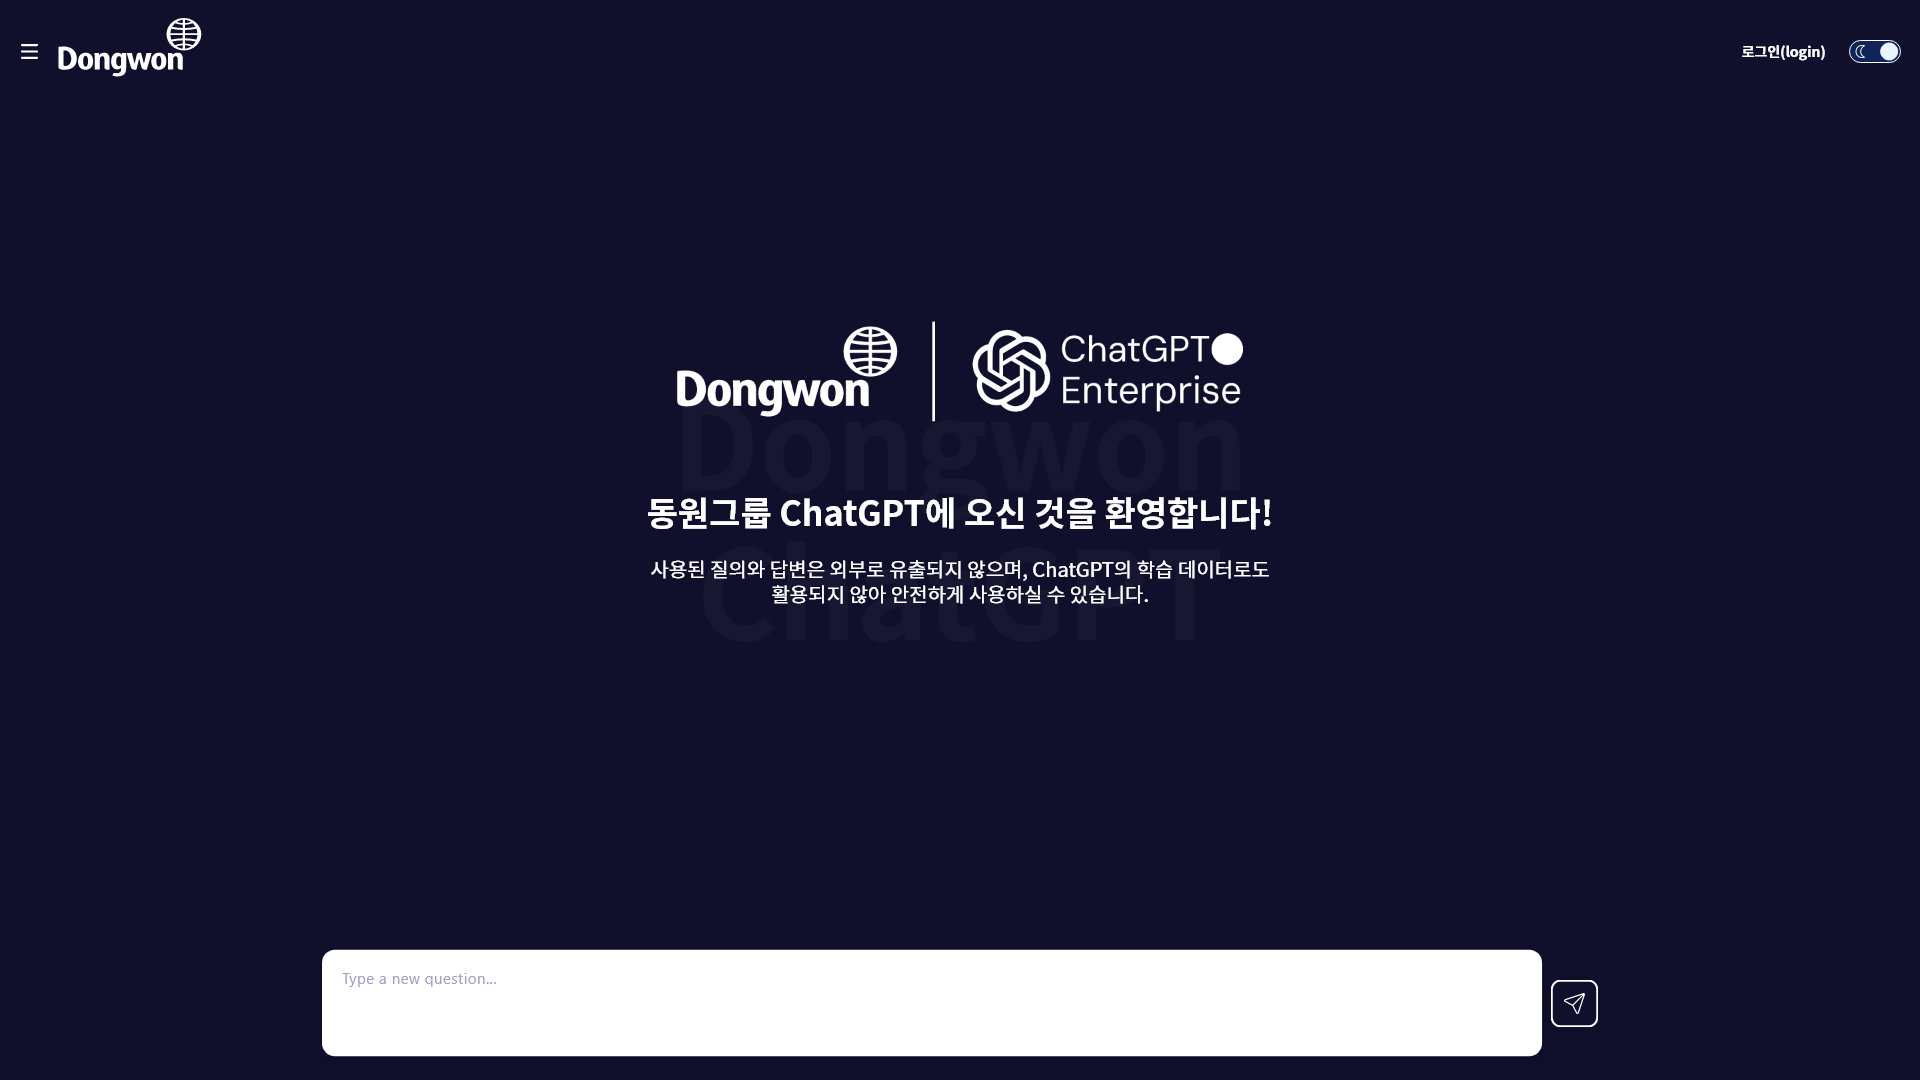 Dongwon
로그인(login)
Dongwon
ChatGPT
Enterprise
Dongwon
동원그룹 ChatGPT에 오신 것을 환영합니다!
ChatGPT
사용된 질의와 답변은 외부로 유출되지 않으며, ChatGPT의 학습 데이터로도
활용되지 않아 안전하게 사용하실 수 있습니다.
Type a new question...